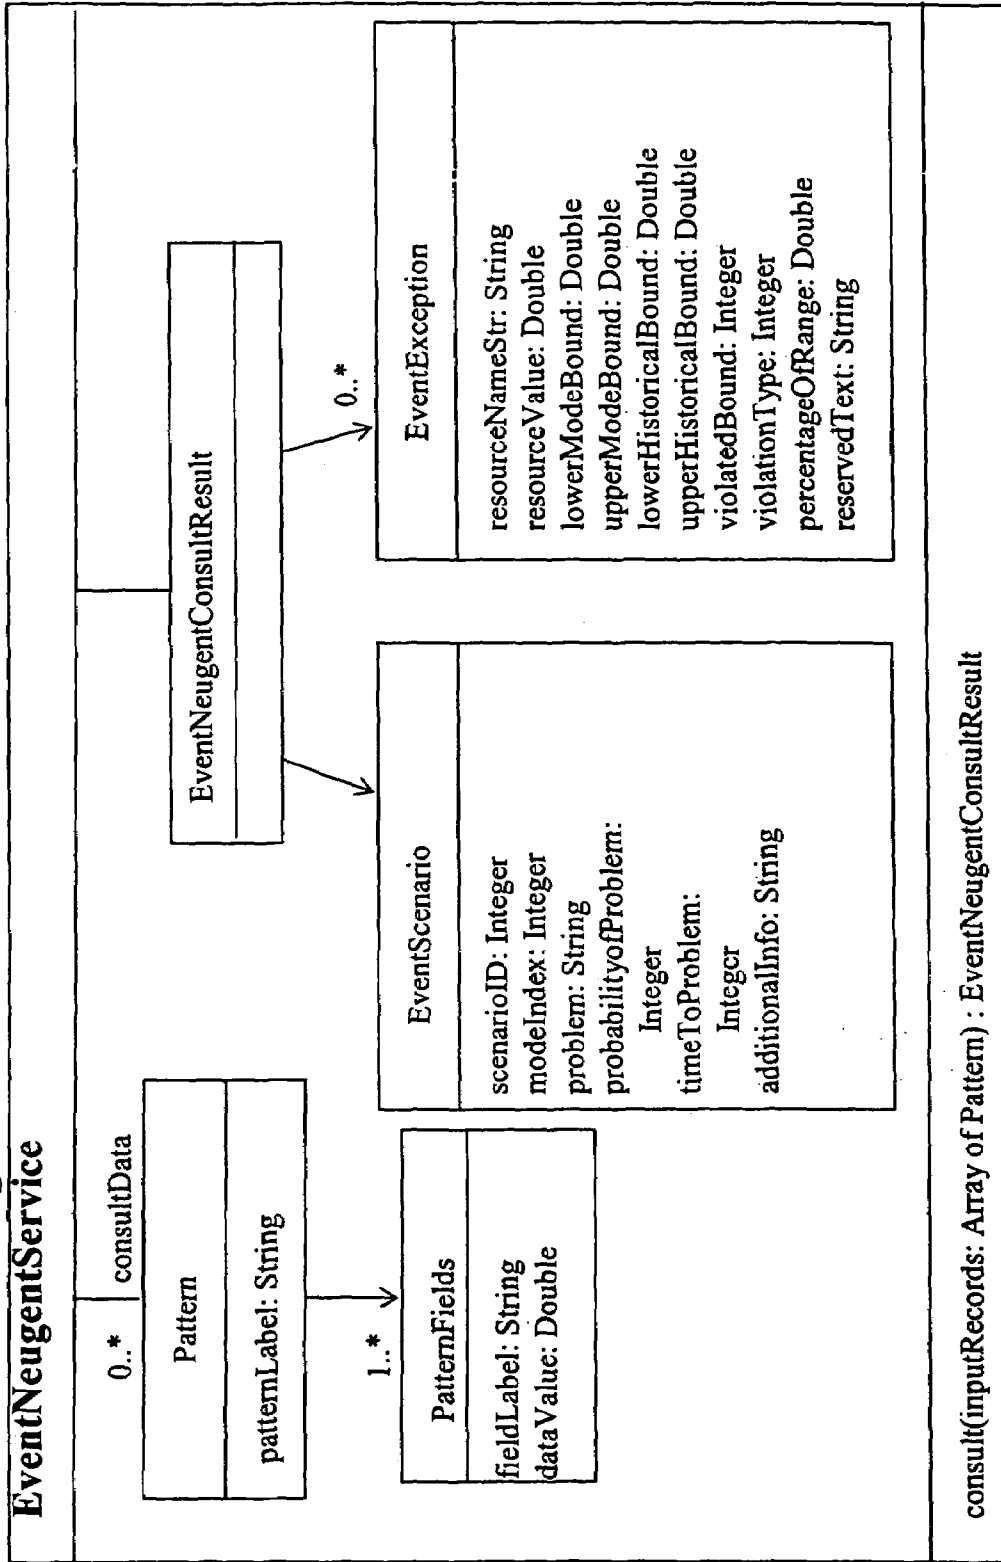 EventNeugentService
0..*
consultData
Pattern
patternLabel: String
1..*
PatternFields
fieldLabel: String
dataValue: Double
EventNeugentConsultResult
0..*
EventScenario
scenarioID: Integer
modeIndex: Integer
problem: String
probabilityofProblem:
Integer
timeToProblem:
Integer
additionalInfo: String
EventException
resourceNameStr: String
resourceValue: Double
lowerModeBound: Double
upperModeBound: Double
lowerHistoricalBound: Double
upperHistoricalBound: Double
violatedBound: Integer
violationType: Integer
percentageOfRange: Double
reservedText: String
consult(inputRecords: Array of Pattern) : EventNeugentConsultResult